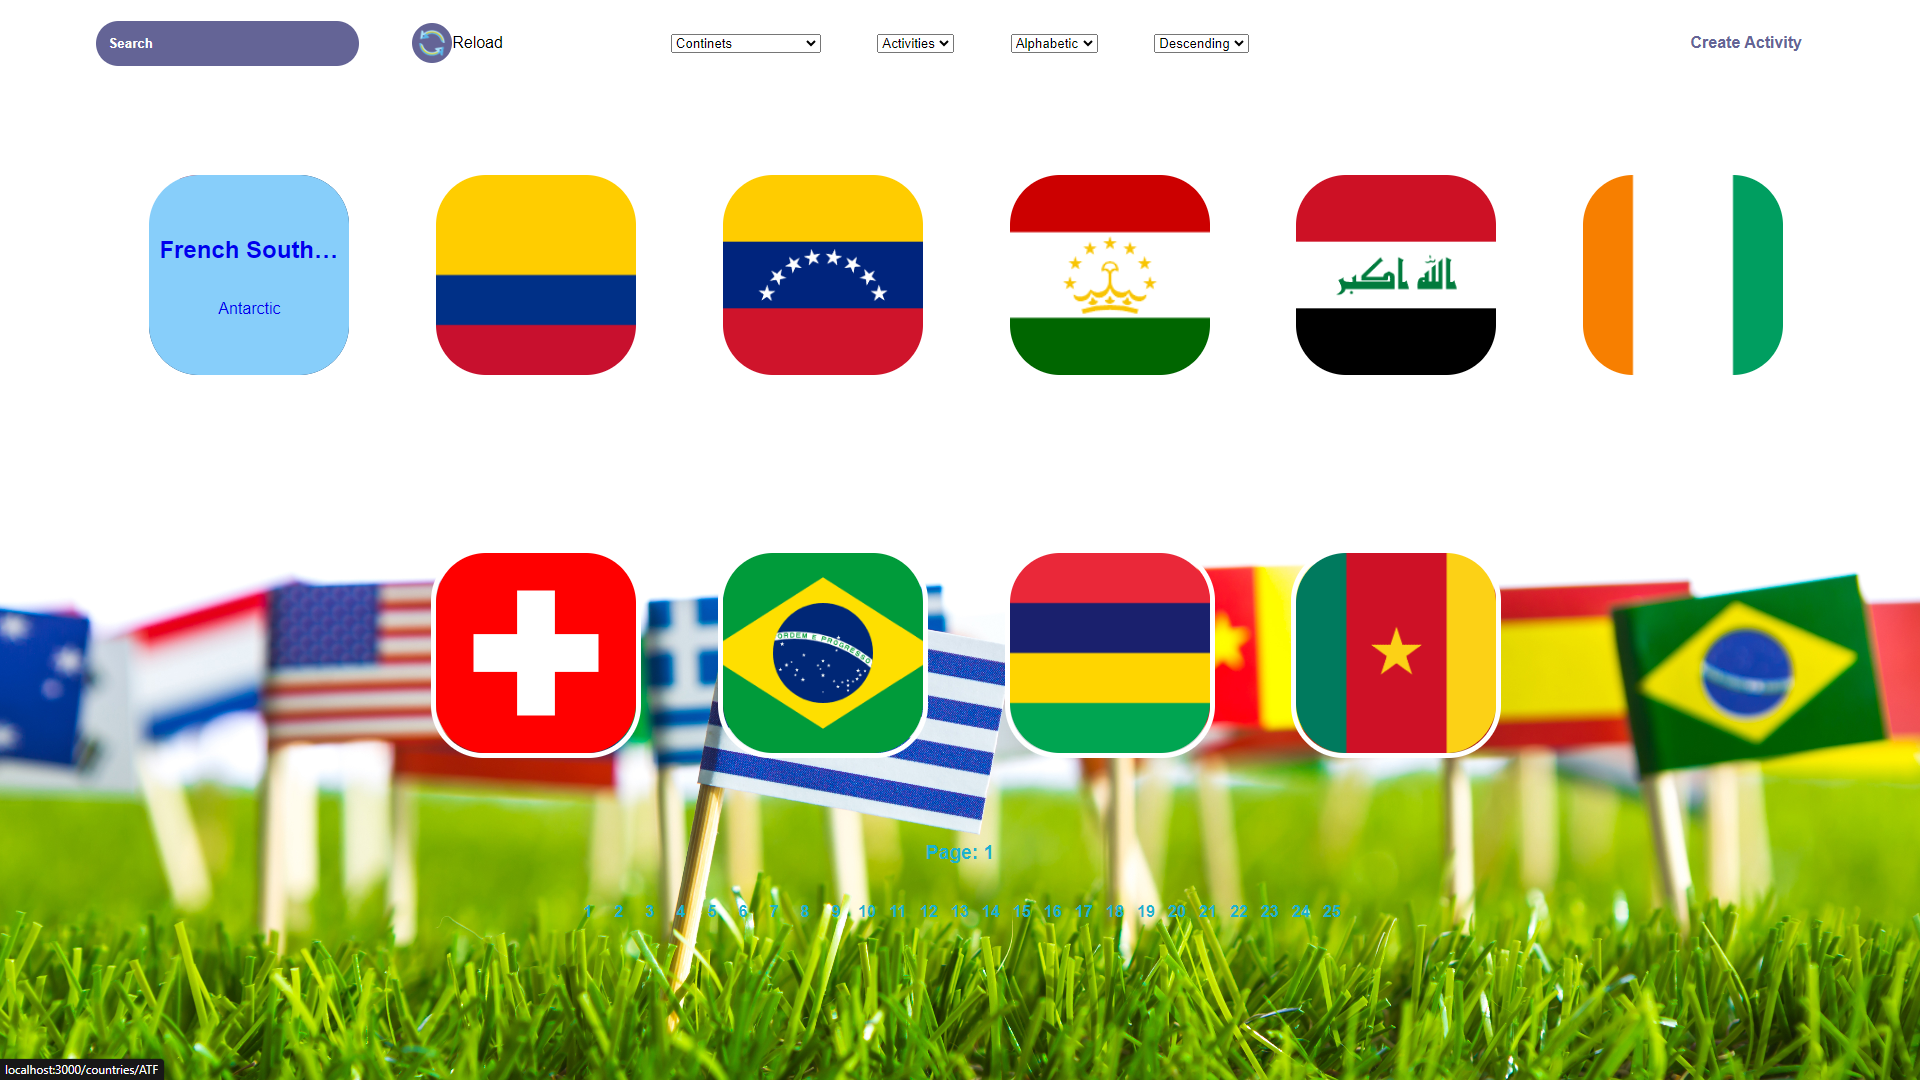 Search
Reload
Continets
Activities
Alphabetic
Descending
Create Activity
French South…
Antarctic
الله اكبر
ORDEM E PROGRESSO
Page: 1
1 2 3 4 5 6 7 8 9 10 11 12 13 14 15 16 17 18 19 20 21 22 23 24 25
localhost:3000/countries/ATF